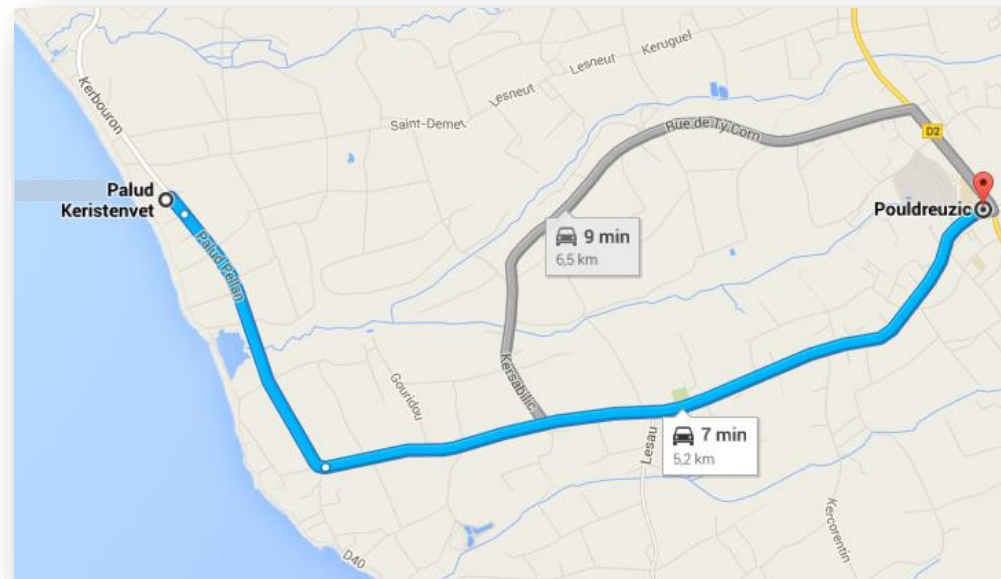 Kerbouron
Saint-Demet
Lesneut
Lesneut
Keruguel
Rue de Ty Corn
D2
Palud
Keristenvet
Pouldreuzic
Palud Pellan
9 min
6,5 km
Kersabilic
Gouridou
7 min
5,2 km
Lesau
Kercorentin
D40